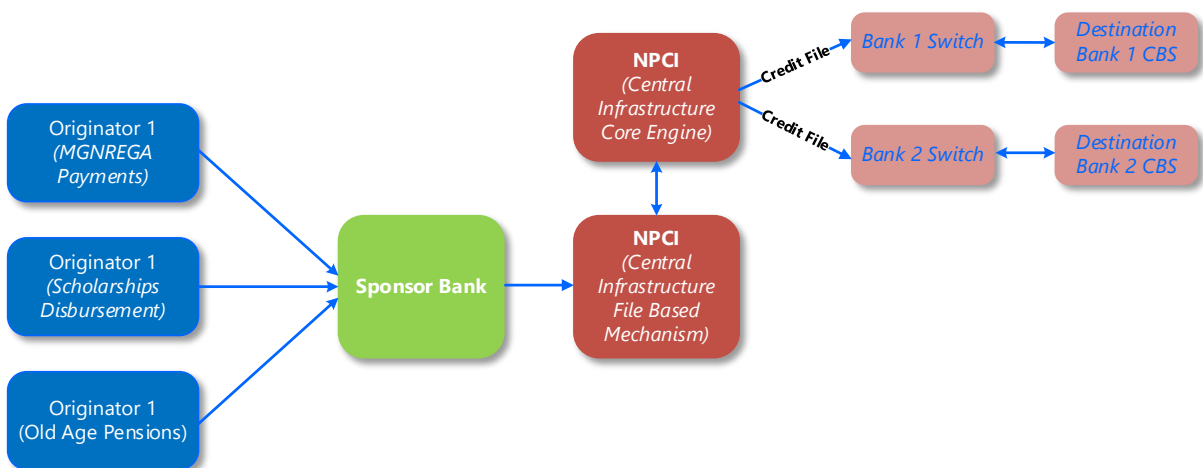 Originator 1
(MGNREGA
Payments)
Originator 1
(Scholarships
Disbursement)
Originator 1
(Old Age Pensions)
Sponsor Bank
NPCI
(Central
Infrastructure
Core Engine)
NPCI
(Central
Infrastructure
File Based
Mechanism)
Credit File
Credit File
Bank 1 Switch
Destination
Bank 1 CBS
Bank 2 Switch
Destination
Bank 2 CBS